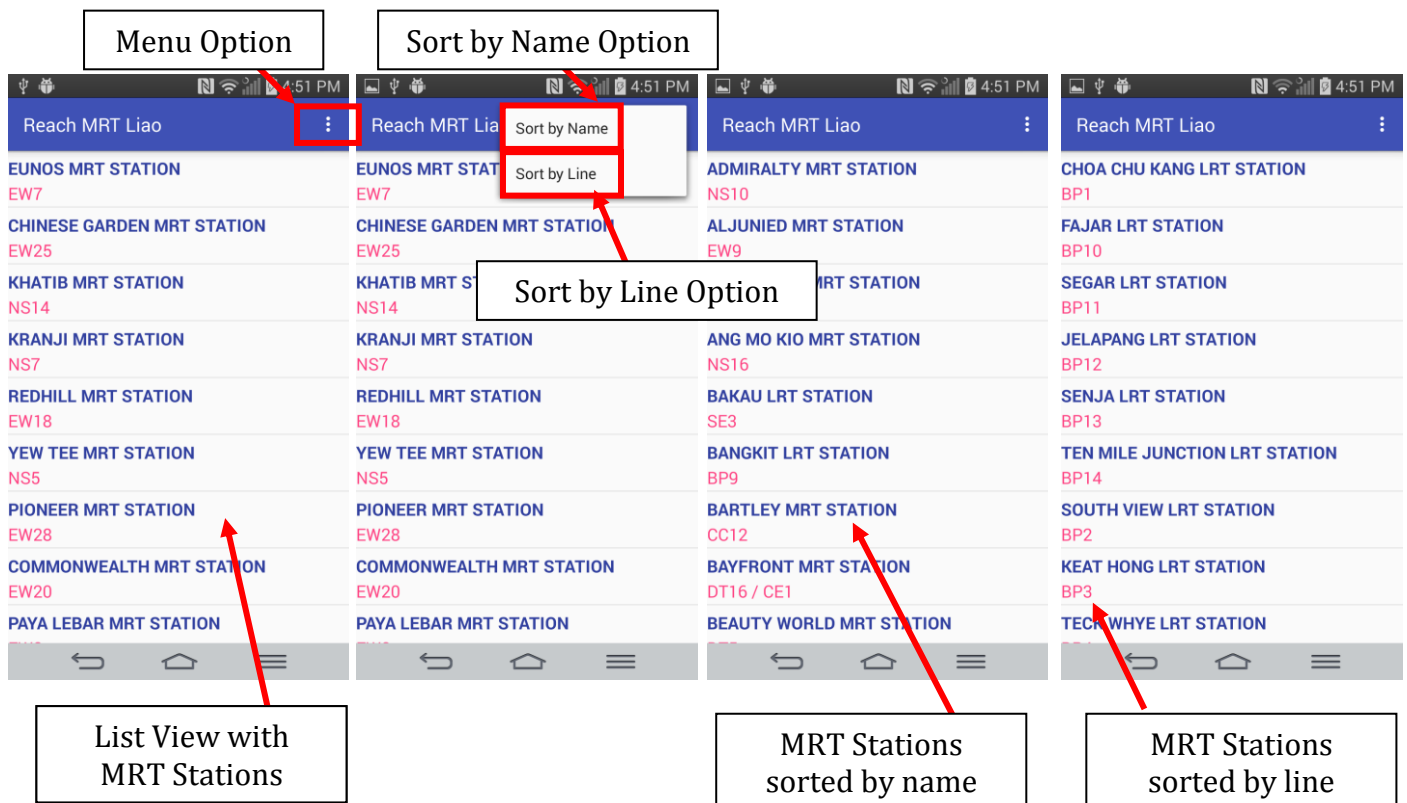 Menu Option
Sort by Name Option
4:51 PM
Reach MRT Liao
EUNOS MRT STATION
EW7
CHINESE GARDEN MRT STATION
EW25
KHATIB MRT STATION
NS14
KRANJI MRT STATION
NS7
REDHILL MRT STATION
EW18
YEW TEE MRT STATION
NS5
PIONEER MRT STATION
EW28
COMMONWEALTH MRT STATION
EW20
PAYA LEBAR MRT STATION
List View with
MRT Stations
4:51 PM
Reach MRT Lia
Sort by Name
Sort by Line
EUNOS MRT STAT
EW7
CHINESE GARDEN MRT STATION
EW25
Sort by Line Option
KHATIB MRT ST
NS14
KRANJI MRT STATION
NS7
REDHILL MRT STATION
EW18
YEW TEE MRT STATION
NS5
PIONEER MRT STATION
EW28
COMMONWEALTH MRT STATION
EW20
PAYA LEBAR MRT STATION
4:51 PM
Reach MRT Liao
ADMIRALTY MRT STATION
NS10
ALJUNIED MRT STATION
EW9
MRT STATION
ANG MO KIO MRT STATION
NS16
BAKAU LRT STATION
SE3
BANGKIT LRT STATION
BP9
BARTLEY MRT STATION
CC12
BAYFRONT MRT STATION
DT16 / CE1
BEAUTY WORLD MRT STATION
MRT Stations
sorted by name
4:51 PM
Reach MRT Liao
CHOA CHU KANG LRT STATION
BP1
FAJAR LRT STATION
BP10
SEGAR LRT STATION
BP11
JELAPANG LRT STATION
BP12
SENJA LRT STATION
BP13
TEN MILE JUNCTION LRT STATION
BP14
SOUTH VIEW LRT STATION
BP2
KEAT HONG LRT STATION
BP3
TECK WHYE LRT STATION
MRT Stations
sorted by line